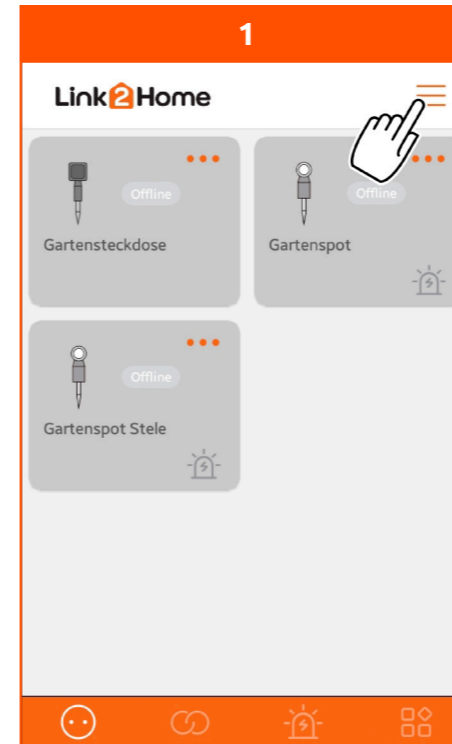 1
Link2Home
Offline
Offline
Gartensteckdose
Gartenspot
Offline
Gartenspot Stele